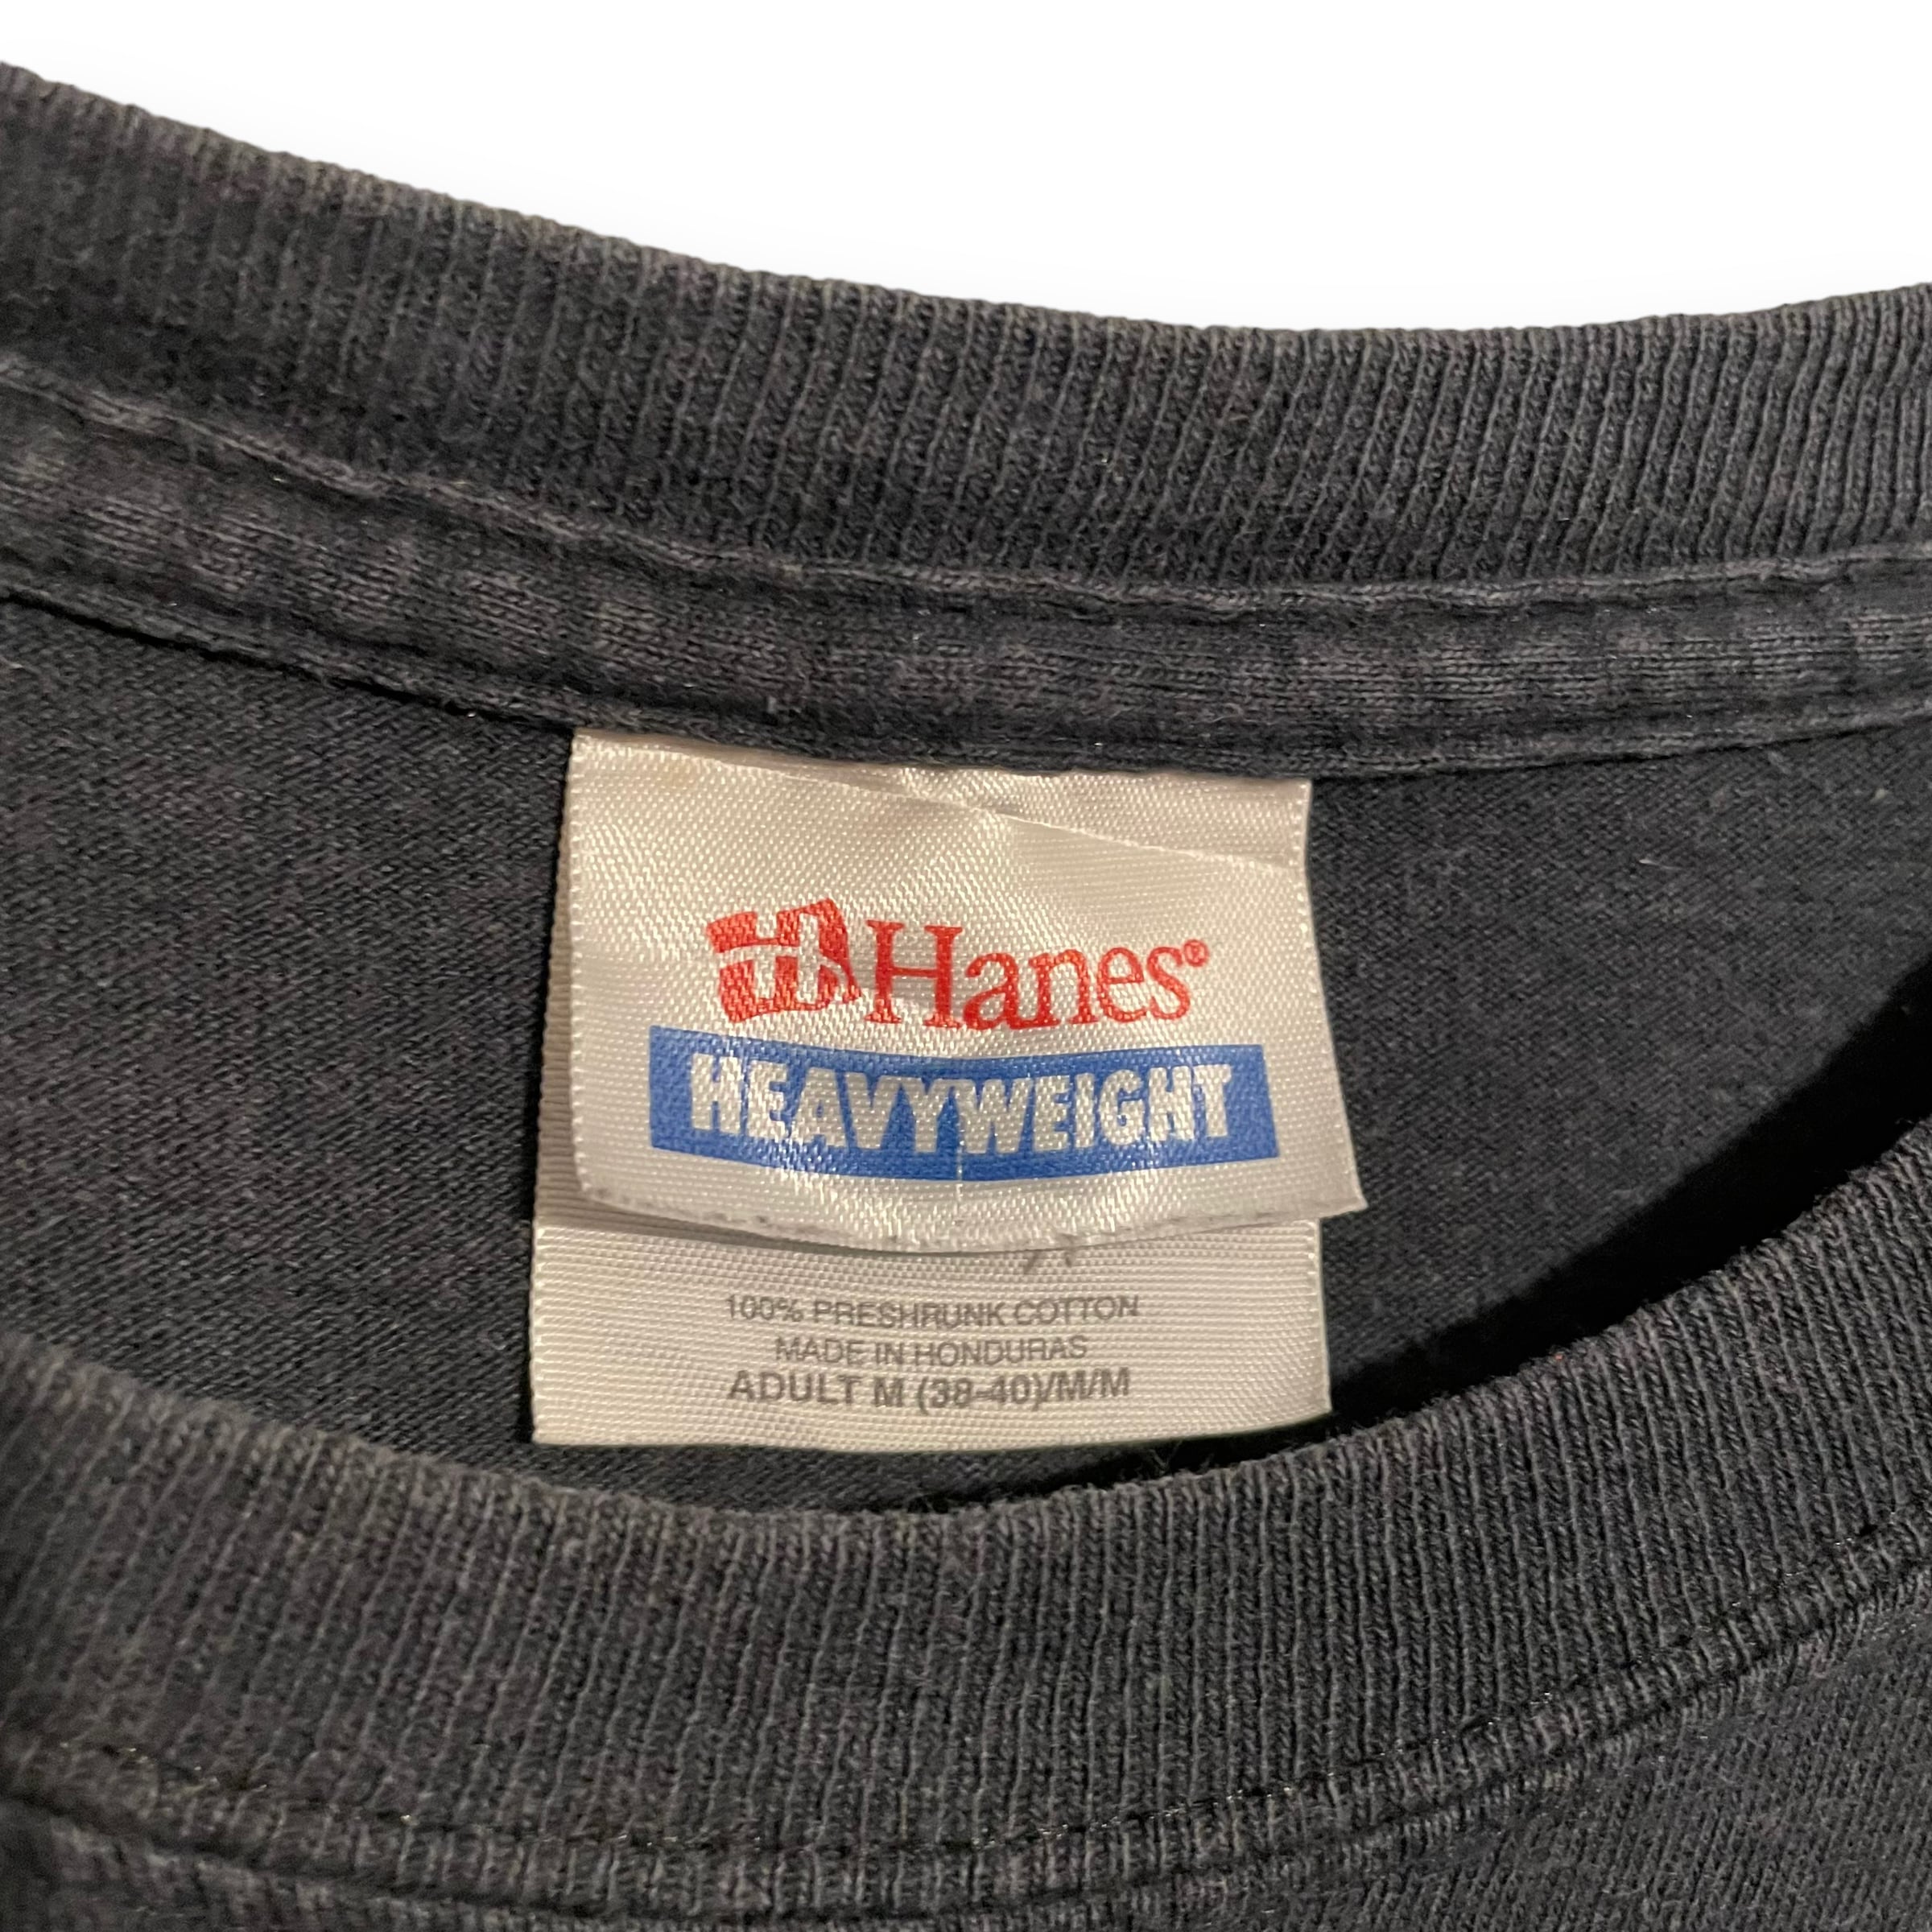 Hanes®
HEAVYWEIGHT
100% PRESHRUNK COTTON
MADE IN HONDURAS
ADULT M (38-40)/M/M